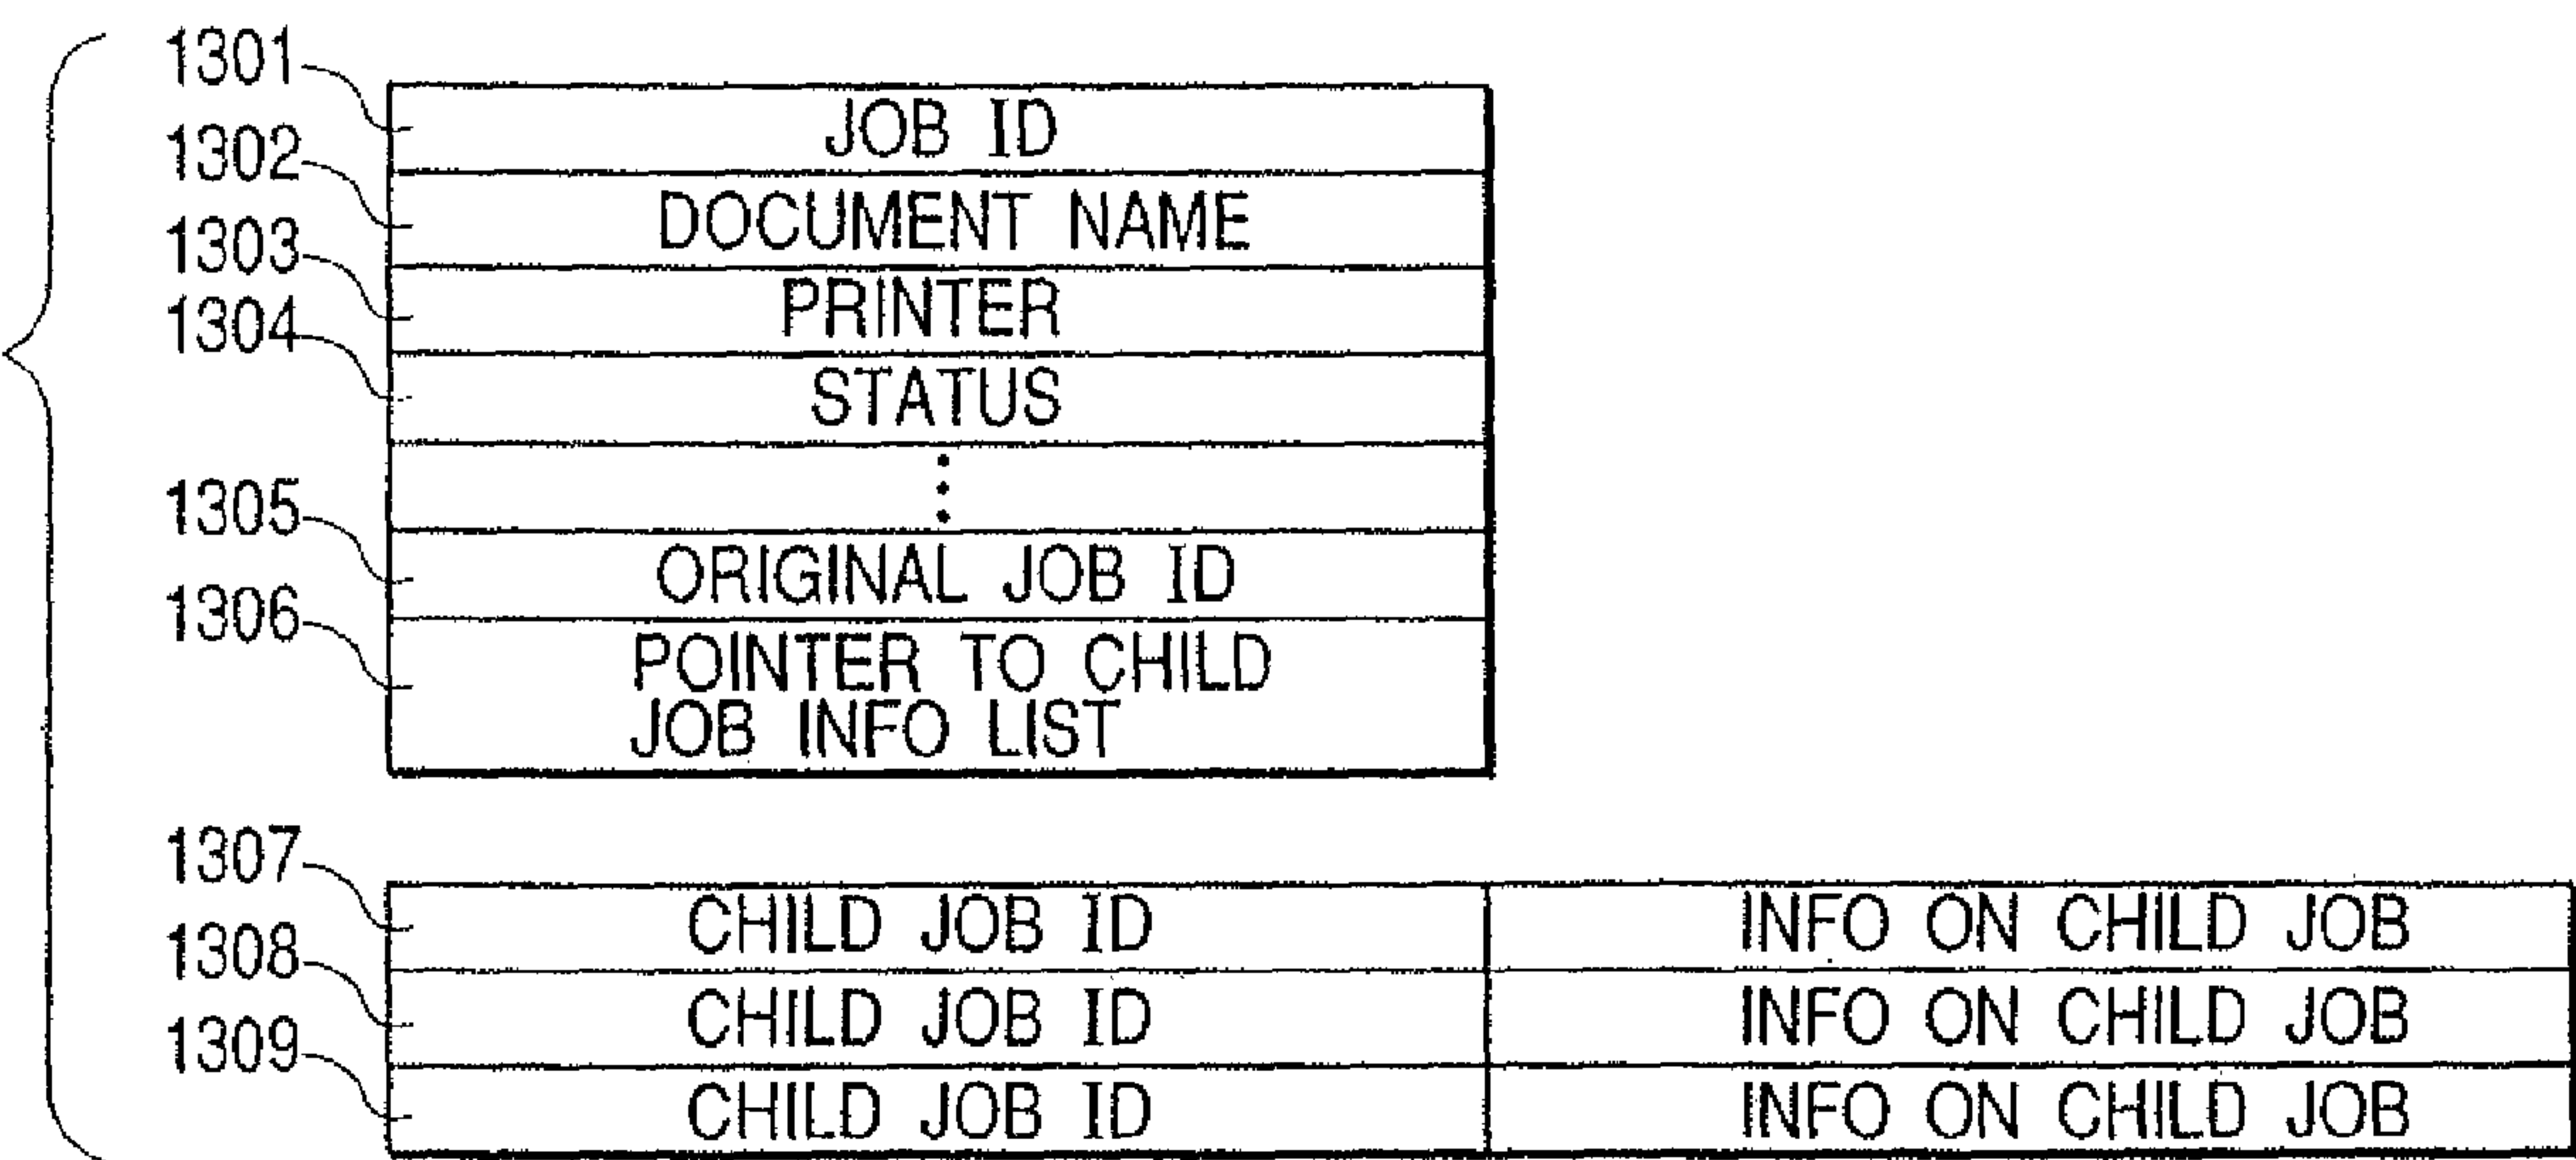 1301
JOB ID
1302
DOCUMENT NAME
1303
PRINTER
1304
STATUS
1305
ORIGINAL JOB ID
1306
POINTER TO CHILD
JOB INFO LIST
1307
CHILD JOB ID INFO ON CHILD JOB
1308
CHILD JOB ID INFO ON CHILD JOB
1309
CHILD JOB ID INFO ON CHILD JOB